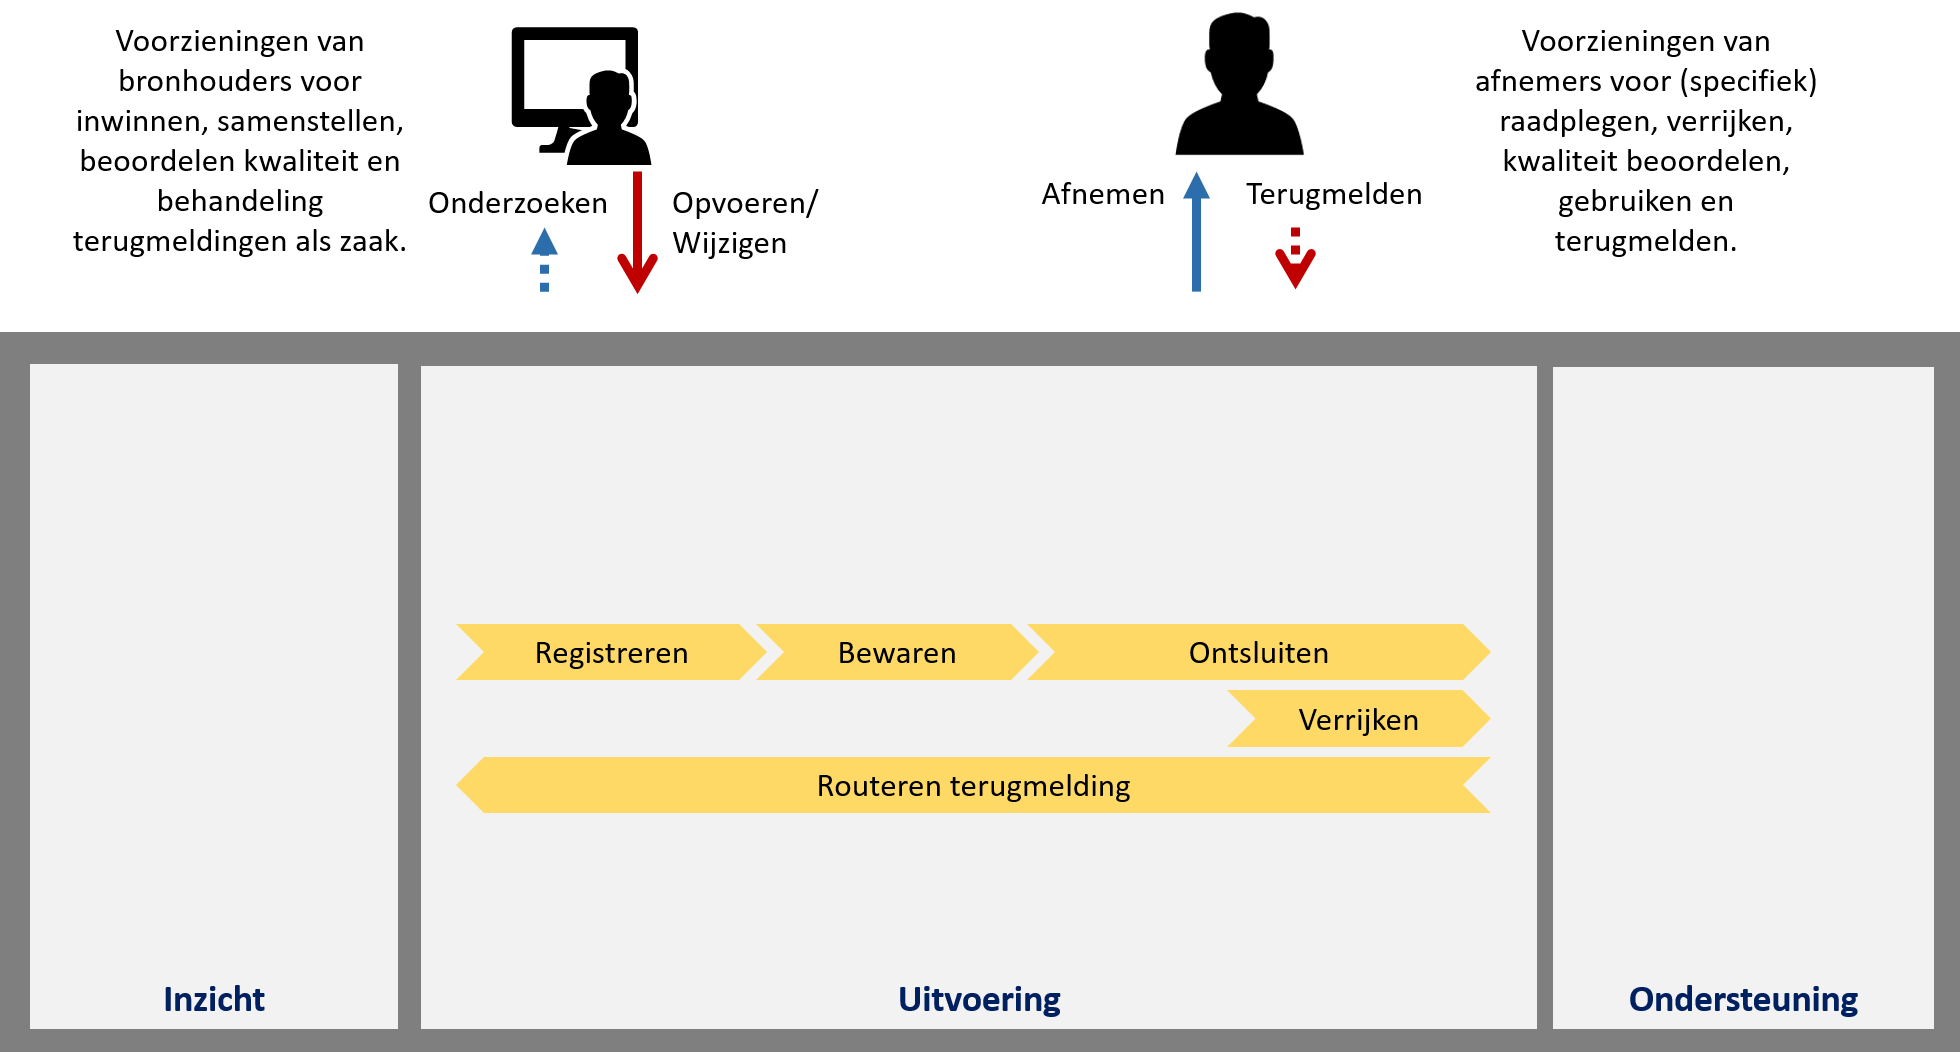 Voorzieningen van
bronhouders voor
inwinnen, samenstellen,
beoordelen kwaliteit en
behandeling
terugmeldingen als zaak.
Onderzoeken
Opvoeren/
Wijzigen
Afnemen
Terugmelden
Voorzieningen van
afnemers voor (specifiek)
raadplegen, verrijken,
kwaliteit beoordelen,
gebruiken en
terugmelden.
Registreren
Bewaren
Ontsluiten
Verrijken
Routeren terugmelding
Inzicht
Uitvoering
Ondersteuning